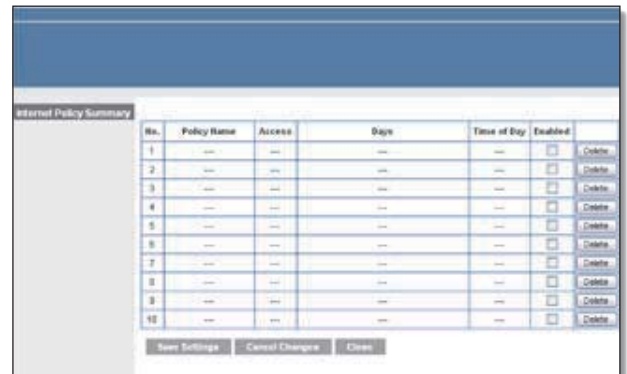 Internet Policy Summary
No. Policy Name Access Days Time of Day Enabled
1 --- --- --- --- Delete
2 --- --- --- --- Delete
3 --- --- --- --- Delete
4 --- --- --- --- Delete
5 --- --- --- --- Delete
6 --- --- --- --- Delete
7 --- --- --- --- Delete
8 --- --- --- --- Delete
9 --- --- --- --- Delete
10 --- --- --- --- Delete
Save Settings Cancel Changes Close